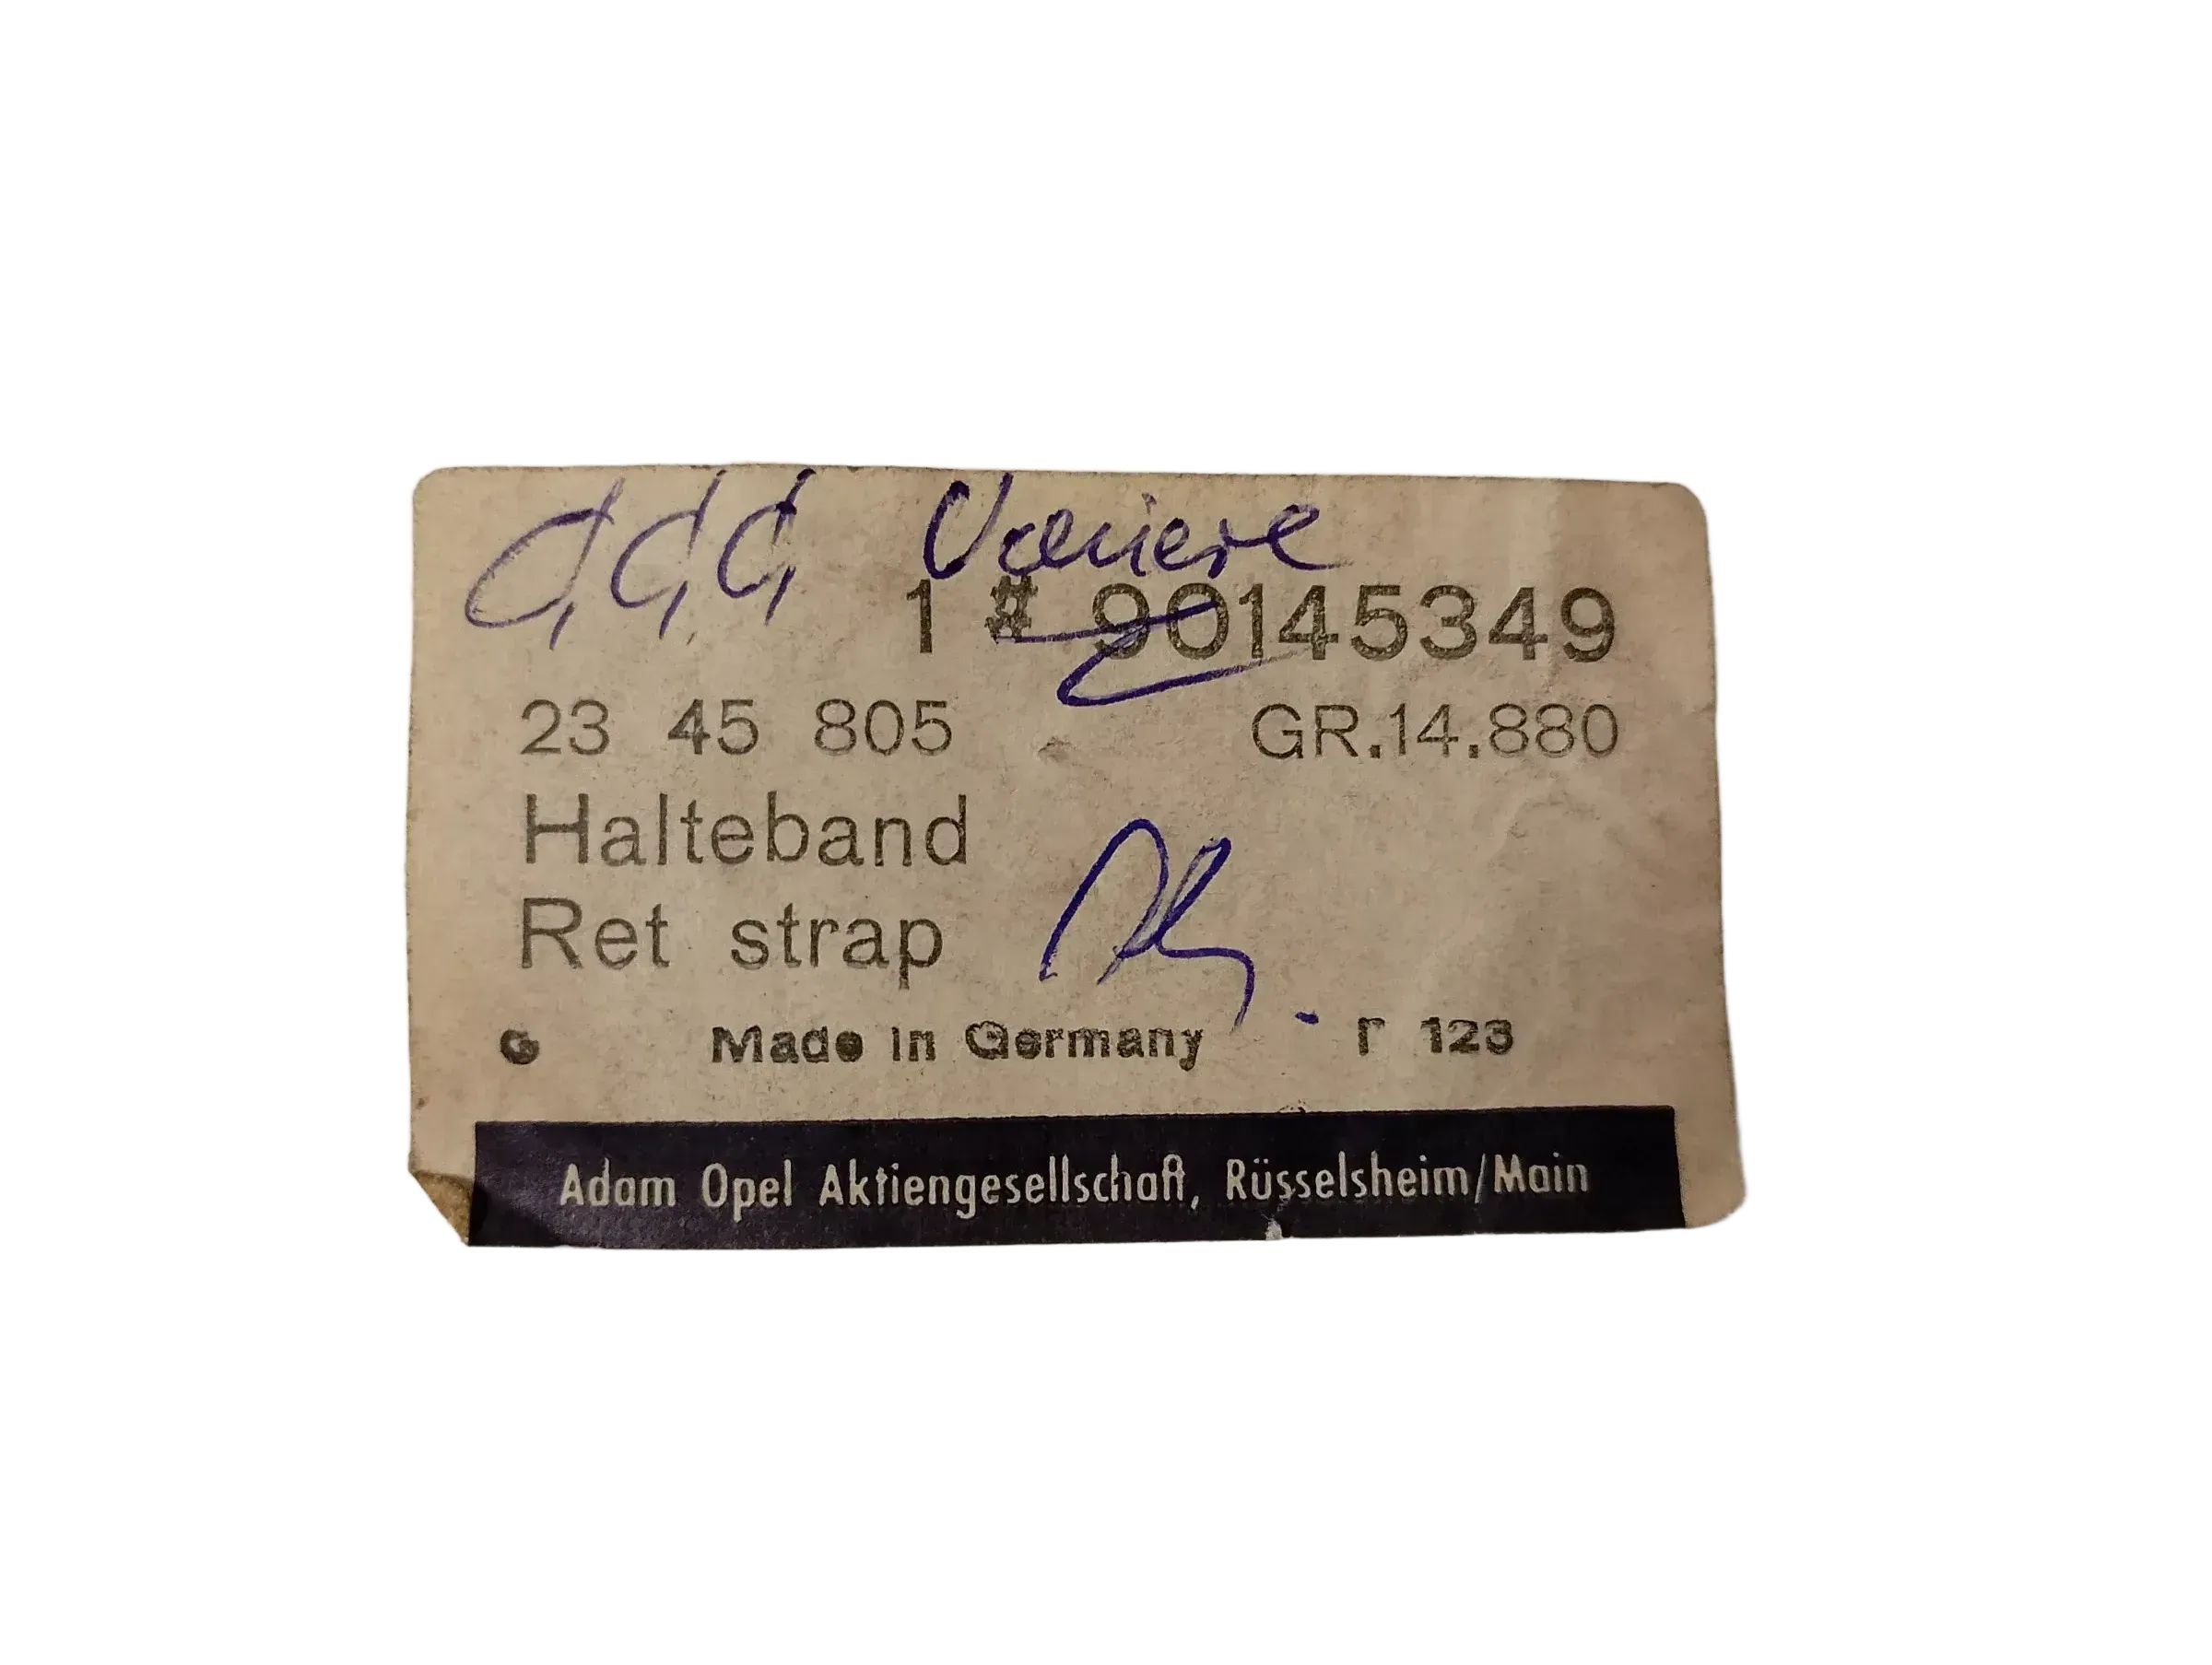 1 # 90145349
23 45 805 GR.14.880
Halteband
Ret strap
G Made in Germany r 123
Adam Opel Aktiengesellschaft, Rüsselsheim/Main